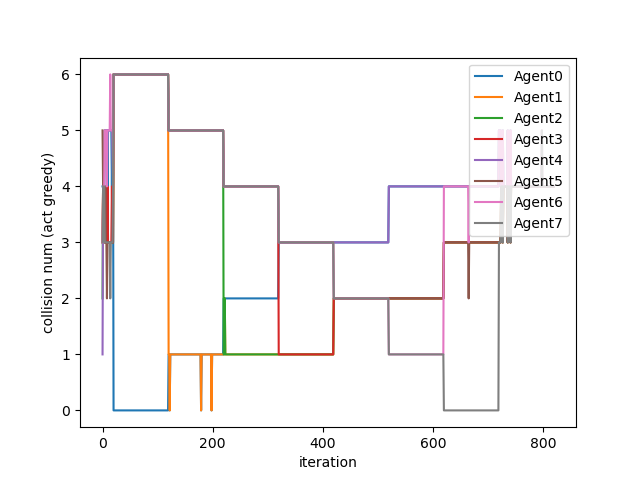 6
5
4
3
2
1
0
collision num (act greedy)
0
200
400
600
800
iteration
Agent0
Agent1
Agent2
Agent3
Agent4
Agent5
Agent6
Agent7